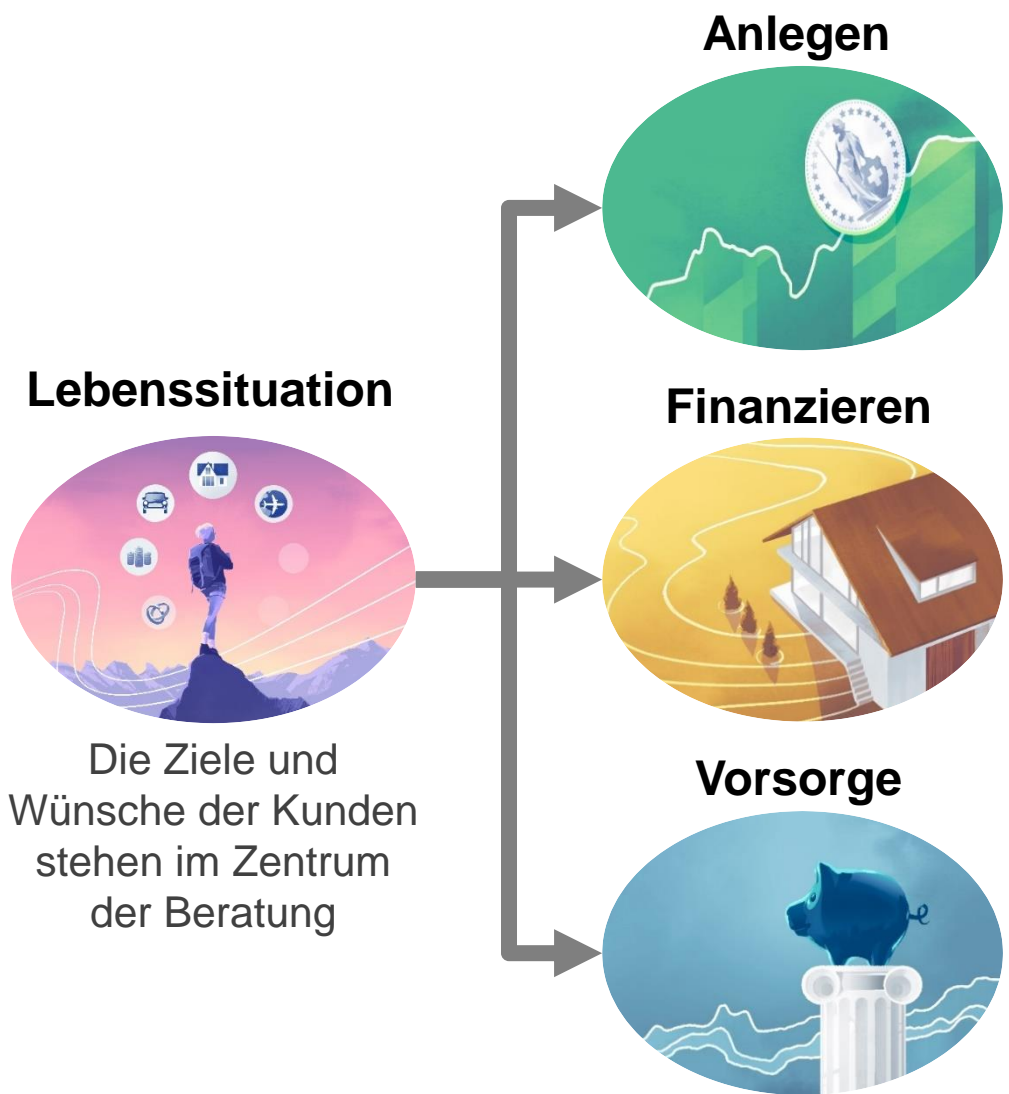 Anlegen
Lebenssituation
Finanzieren
Die Ziele und
Wünsche der Kunden
stehen im Zentrum
der Beratung
Vorsorge